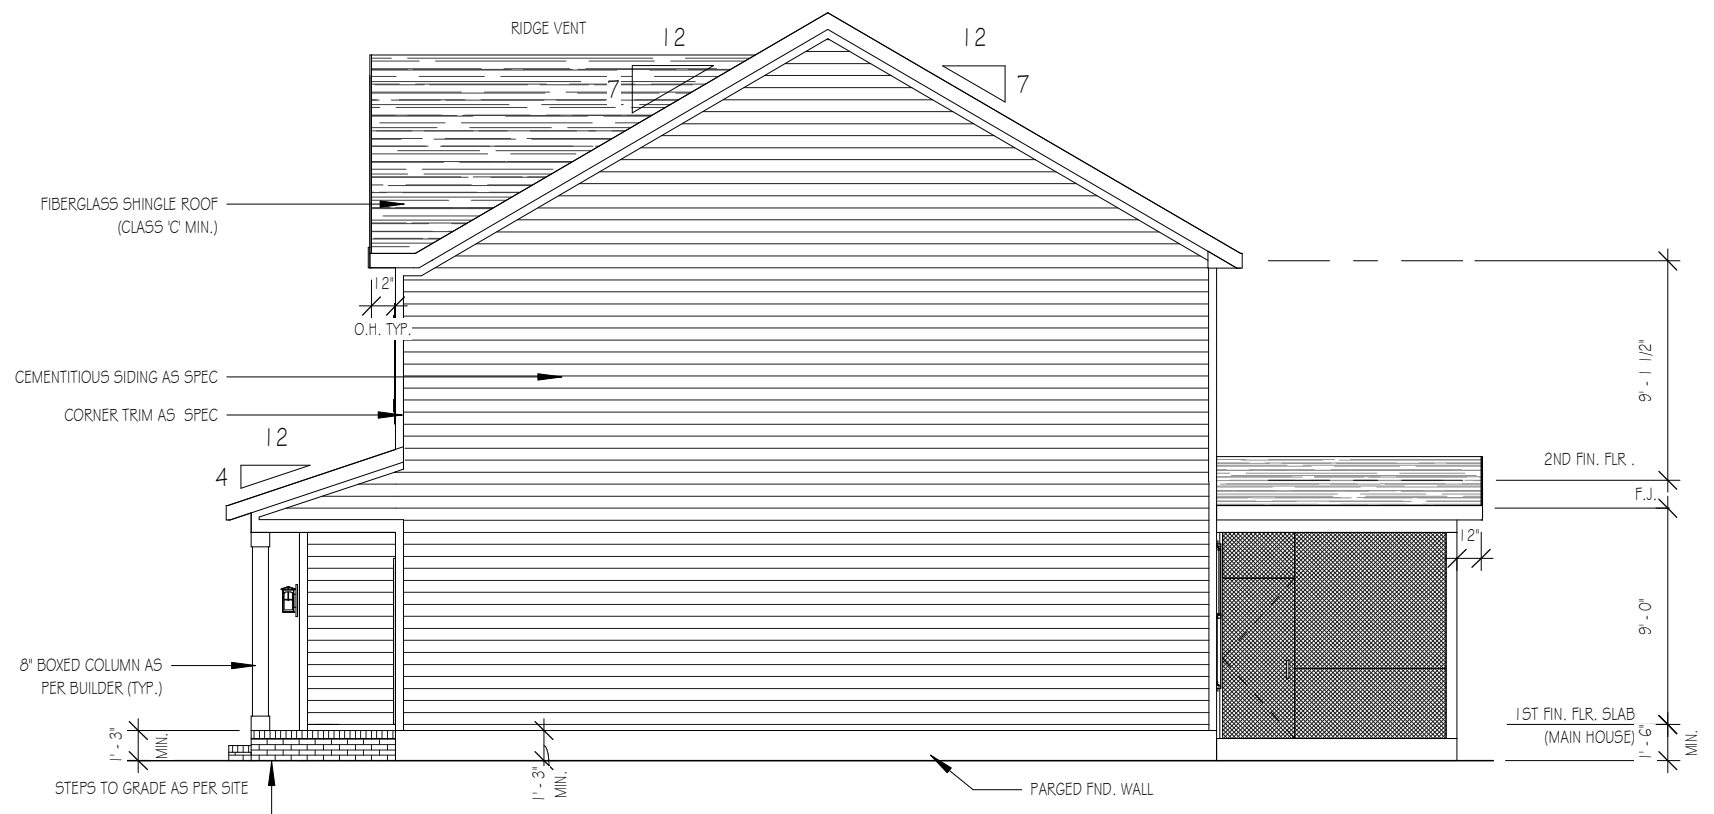 RIDGE VENT
12
7
12
7
FIBERGLASS SHINGLE ROOF
(CLASS 'C' MIN.)
12"
O.H. TYP.
9' - 1 1/2"
CEMENTITIOUS SIDING AS SPEC
CORNER TRIM AS SPEC
12
4
2ND FIN. FLR .
F.J.
12"
9' - 0"
8" BOXED COLUMN AS
PER BUILDER (TYP.)
1ST FIN. FLR. SLAB
(MAIN HOUSE)
1' - 6"
MIN.
1' - 3"
MIN.
1' - 3"
MIN.
STEPS TO GRADE AS PER SITE
PARGED FND. WALL